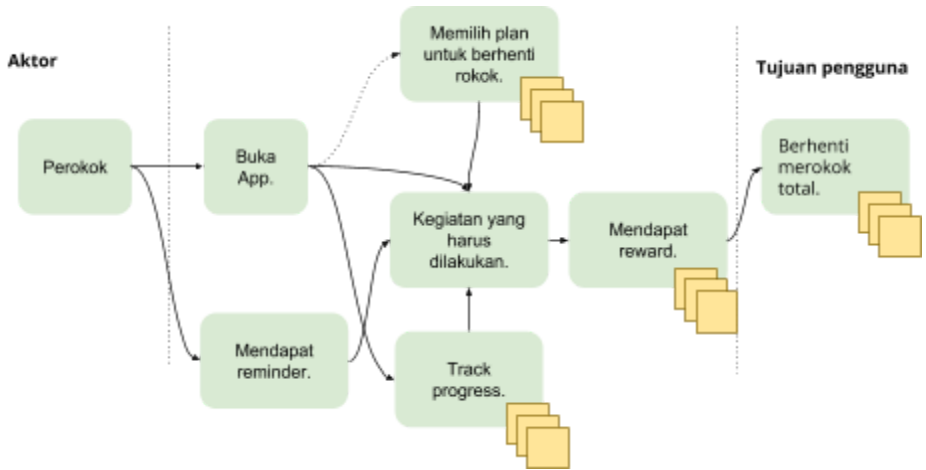 Aktor
Perokok
Buka
App.
Mendapat
reminder.
Memilih plan
untuk berhenti
rokok.
Kegiatan yang
harus
dilakukan.
Track
progress.
Mendapat
reward.
Tujuan pengguna
Berhenti
merokok
total.